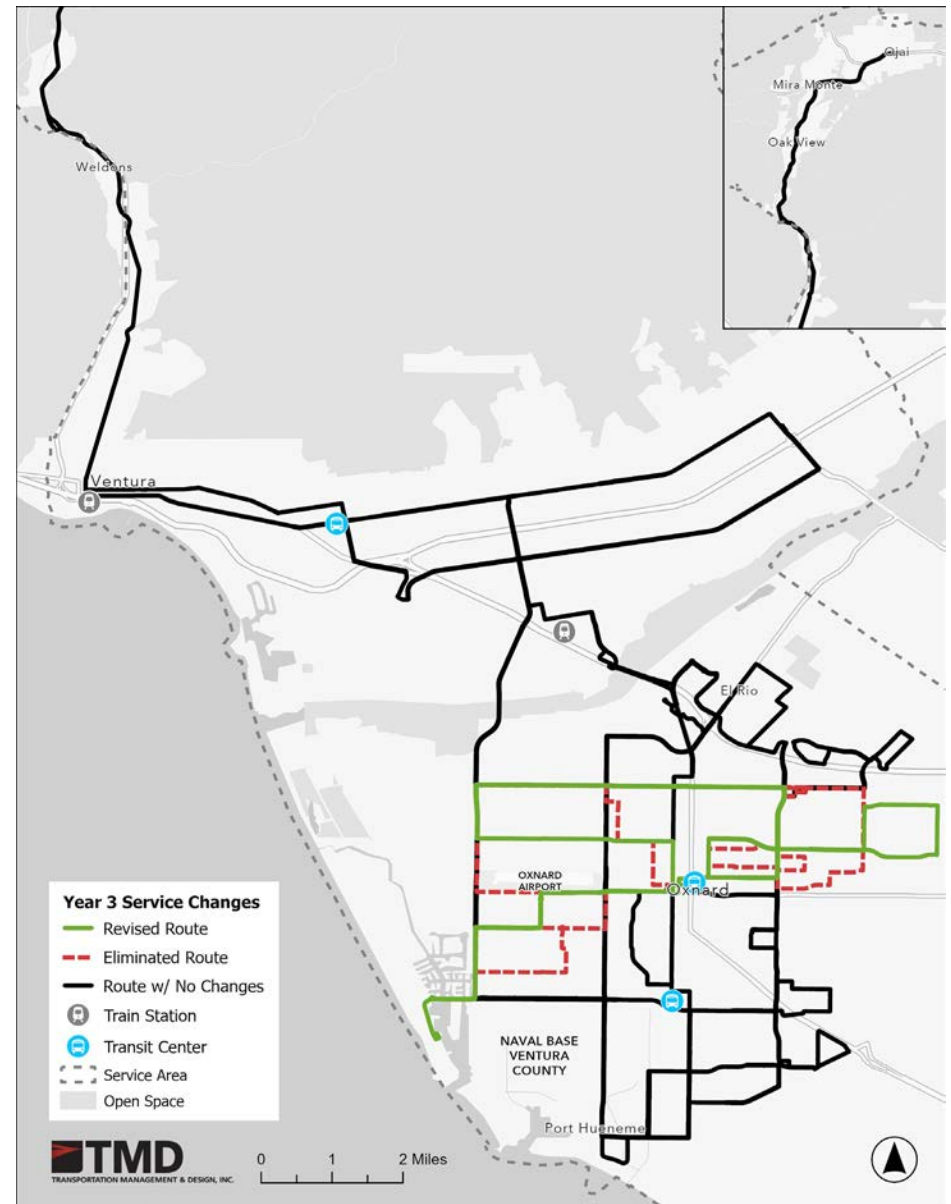 Ojai
Mira Monte
Oak View
Weldons
Ventura
El Rio
OXNARD
AIRPORT
Oxnard
Year 3 Service Changes
Revised Route
Eliminated Route
Route w/ No Changes
Train Station
Transit Center
Service Area
Open Space
NAVAL BASE
VENTURA
COUNTY
Port Hueneme
TMD
TRANSPORTATION MANAGEMENT & DESIGN, INC.
0 1 2 Miles